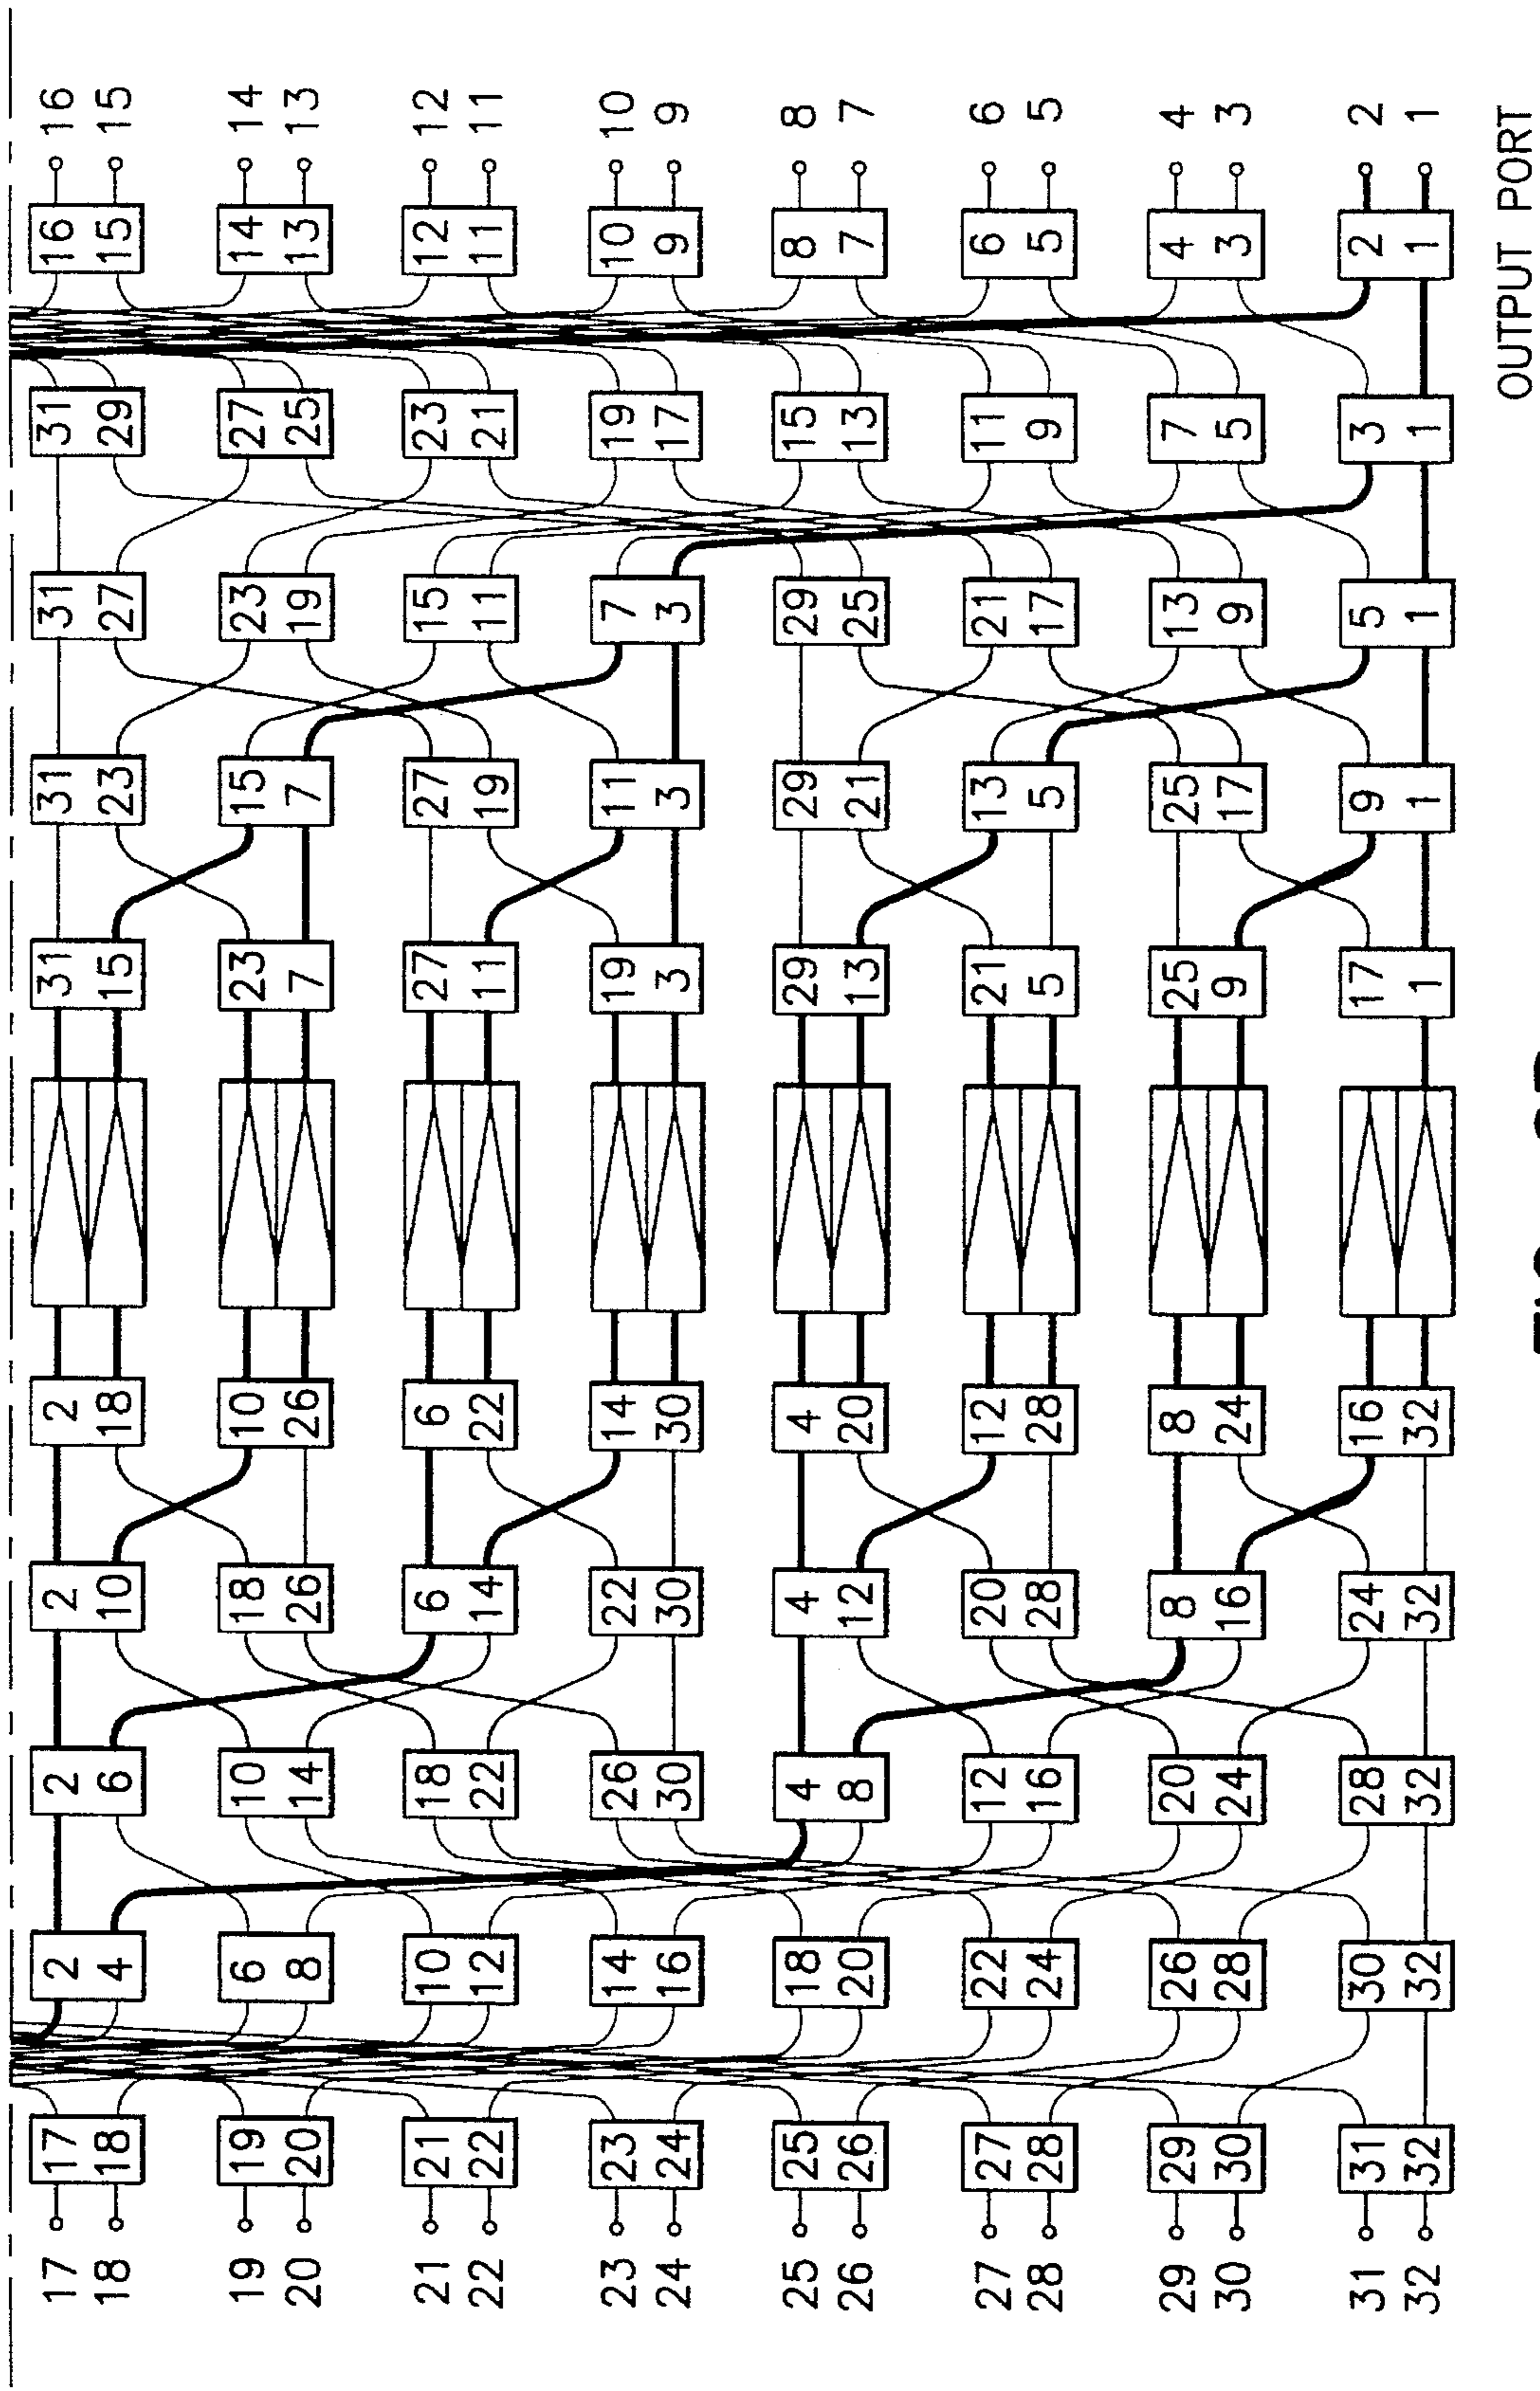 17 17 2 2 2 2 31 31 31 31 16 16
18 18 4 6 10 18 15 23 27 29 15 15
19 19 6 10 18 10 23 15 23 27 14 14
20 20 8 14 26 26 7 7 19 25 13 13
21 21 10 18 6 6 27 27 15 23 12 12
22 22 12 22 14 22 11 19 11 21 11 11
23 23 14 26 22 14 19 11 7 19 10 10
24 24 16 30 30 30 3 3 3 17 9 9
25 25 18 4 4 4 29 29 29 15 8 8
26 26 20 8 12 20 13 21 25 13 7 7
27 27 22 12 20 12 21 13 21 11 6 6
28 28 24 16 28 28 5 5 17 9 5 5
29 29 26 20 8 8 25 25 13 7 4 4
30 30 28 24 16 24 9 17 9 5 3 3
31 31 30 28 24 16 17 9 5 3 2 2
32 32 32 32 32 32 1 1 1 1 1 1
OUTPUT PORT